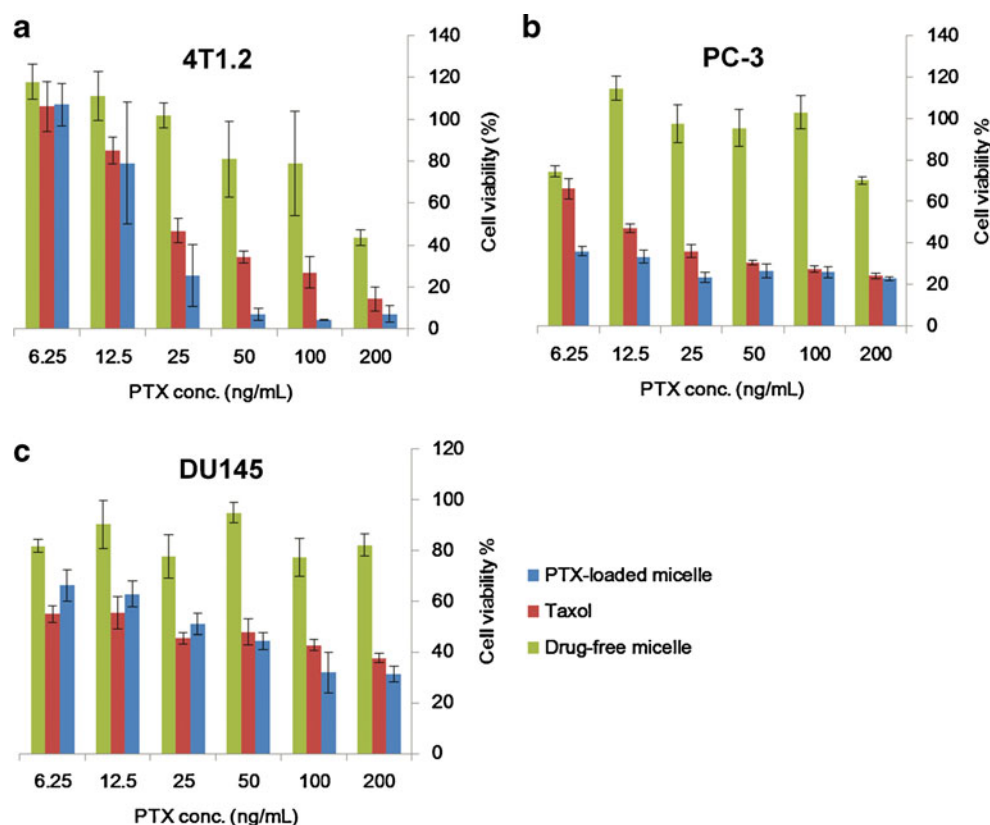 a
4T1.2
140
120
100
80
60
40
20
0
Cell viability (%)
6.25 12.5 25 50 100 200
PTX conc. (ng/mL)
b
PC-3
140
120
100
80
60
40
20
0
Cell viability %
6.25 12.5 25 50 100 200
PTX conc. (ng/mL)
c
DU145
120
100
80
60
40
20
0
Cell viability %
6.25 12.5 25 50 100 200
PTX conc. (ng/mL)
PTX-loaded micelle
Taxol
Drug-free micelle